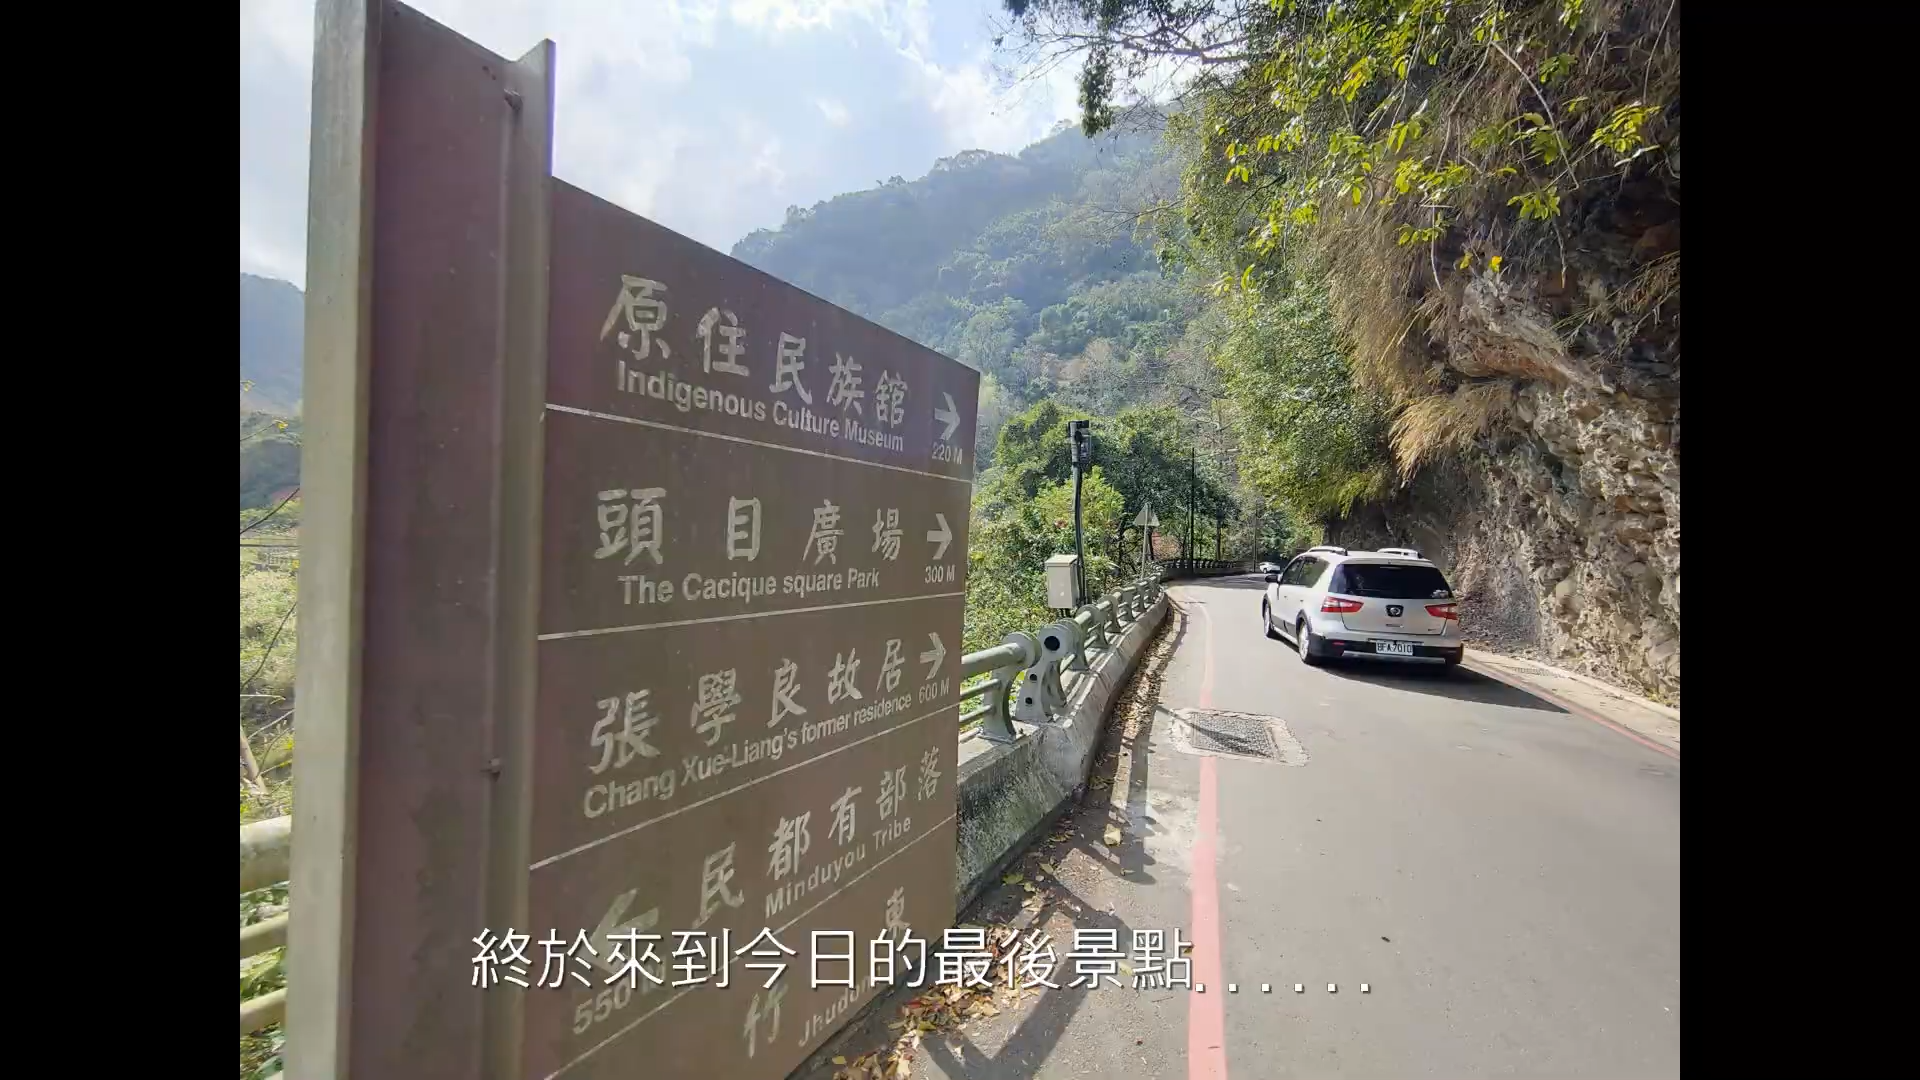 原住民族舘
Indigenous Culture Museum
220 M
頭目廣場
The Cacique square Park
300 M
張學良故居
Chang Xue-Liang's former residence
600 M
民都有部落
Minduyou Tribe
550
竹東
終於來到今日的最後景點......